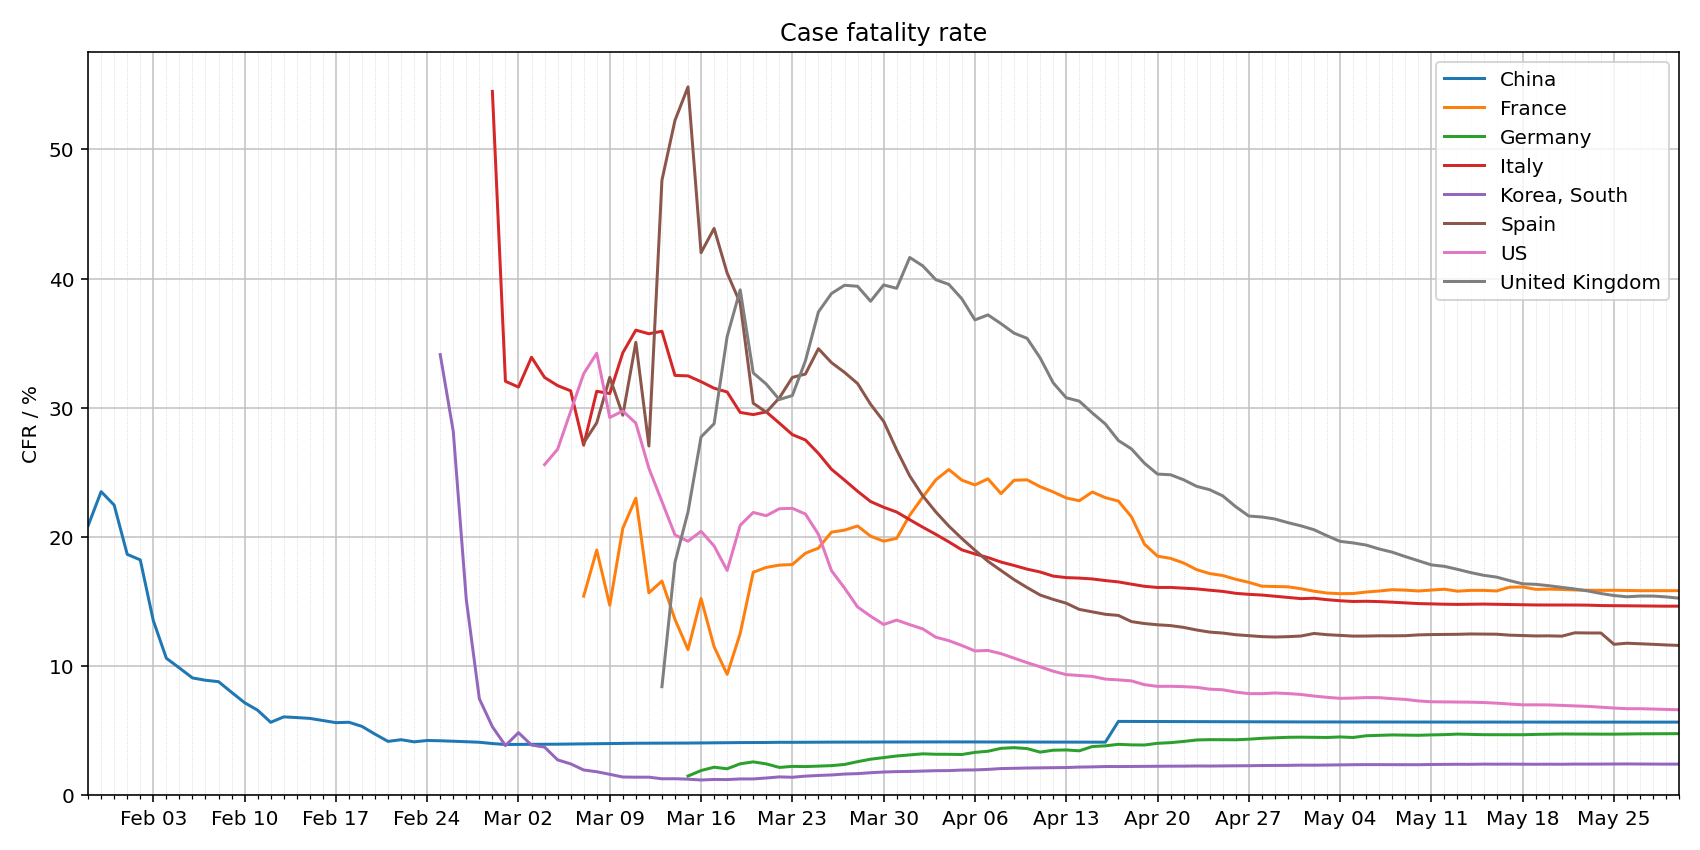 Case fatality rate
CFR / %
50
40
30
20
10
0
China
France
Germany
Italy
Korea, South
Spain
US
United Kingdom
Feb 03 Feb 10 Feb 17 Feb 24 Mar 02 Mar 09 Mar 16 Mar 23 Mar 30 Apr 06 Apr 13 Apr 20 Apr 27 May 04 May 11 May 18 May 25